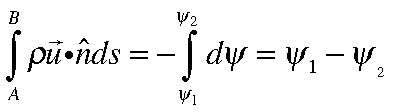 ∫_A^B ρu⃗•n̂ds = −∫_{ψ₁}^{ψ₂} dψ = ψ₁ − ψ₂